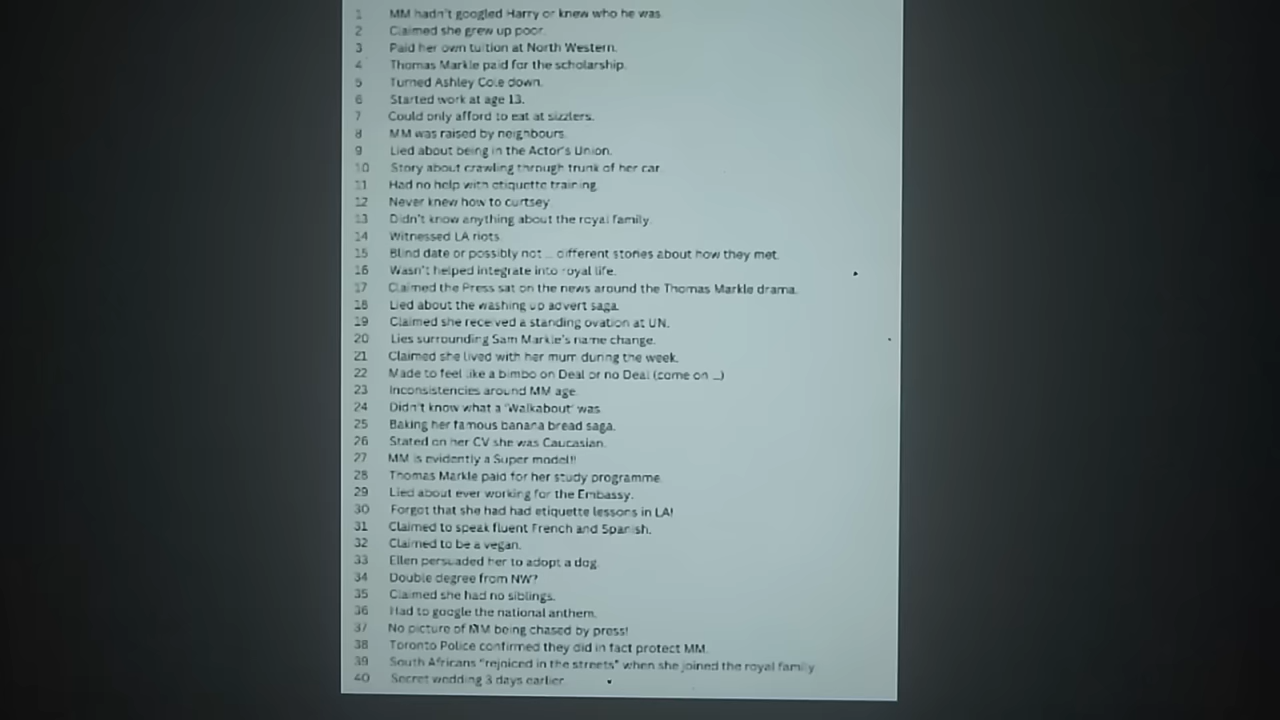 1 MM hadn't googled Harry or knew who he was.
2 Claimed she grew up poor.
3 Paid her own tuition at North Western.
4 Thomas Markle paid for the scholarship.
5 Turned Ashley Cole down.
6 Started work at age 13.
7 Could only afford to eat at sizzlers.
8 MM was raised by neighbours.
9 Lied about being in the Actor's Union.
10 Story about crawling through trunk of her car.
11 Had no help with etiquette training.
12 Never knew how to curtsey.
13 Didn't know anything about the royal family.
14 Witnessed LA riots.
15 Blind date or possibly not ... different stories about how they met.
16 Wasn't helped integrate into royal life.
17 Claimed the Press sat on the news around the Thomas Markle drama.
18 Lied about the washing up advert saga.
19 Claimed she received a standing ovation at UN.
20 Lies surrounding Sam Markle's name change.
21 Claimed she lived with her mum during the week.
22 Made to feel like a bimbo on Deal or no Deal (come on ...)
23 Inconsistencies around MM age.
24 Didn't know what a 'Walkabout' was.
25 Baking her famous banana bread saga.
26 Stated on her CV she was Caucasian.
27 MM is evidently a Super model!!
28 Thomas Markle paid for her study programme.
29 Lied about ever working for the Embassy.
30 Forgot that she had had etiquette lessons in LA!
31 Claimed to speak fluent French and Spanish.
32 Claimed to be a vegan.
33 Ellen persuaded her to adopt a dog.
34 Double degree from NW?
35 Claimed she had no siblings.
36 Had to google the national anthem.
37 No picture of MM being chased by press!
38 Toronto Police confirmed they did in fact protect MM.
39 South Africans "rejoiced in the streets" when she joined the royal family.
40 Secret wedding 3 days earlier.